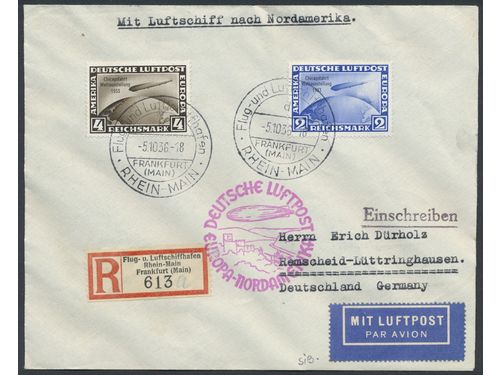 Mit Luftschiff nach Nordamerika.
DEUTSCHE LUFTPOST
AMERIKA
EUROPA
Chicagofahrt
Weltausstellung
1933
4 4
REICHSMARK
Flug- und Luftschiffhafen
-5.10.36-18
FRANKFURT
(MAIN)
RHEIN-MAIN
DEUTSCHE LUFTPOST
AMERIKA
EUROPA
Chicagofahrt
Weltausstellung
1933
2 2
REICHSMARK
Flug- und Luftschiffhafen
d
-5.10.36-18
FRANKFURT
(MAIN)
RHEIN-MAIN
DEUTSCHE LUFTPOST
EUROPA-NORDAMERIKA
Einschreiben
Herrn Erich Dürholz
Remscheid-Lüttringhausen.
Deutschland Germany
R
Flug- u. Luftschiffhafen
Rhein-Main
Frankfurt (Main)
613 a
MIT LUFTPOST
PAR AVION